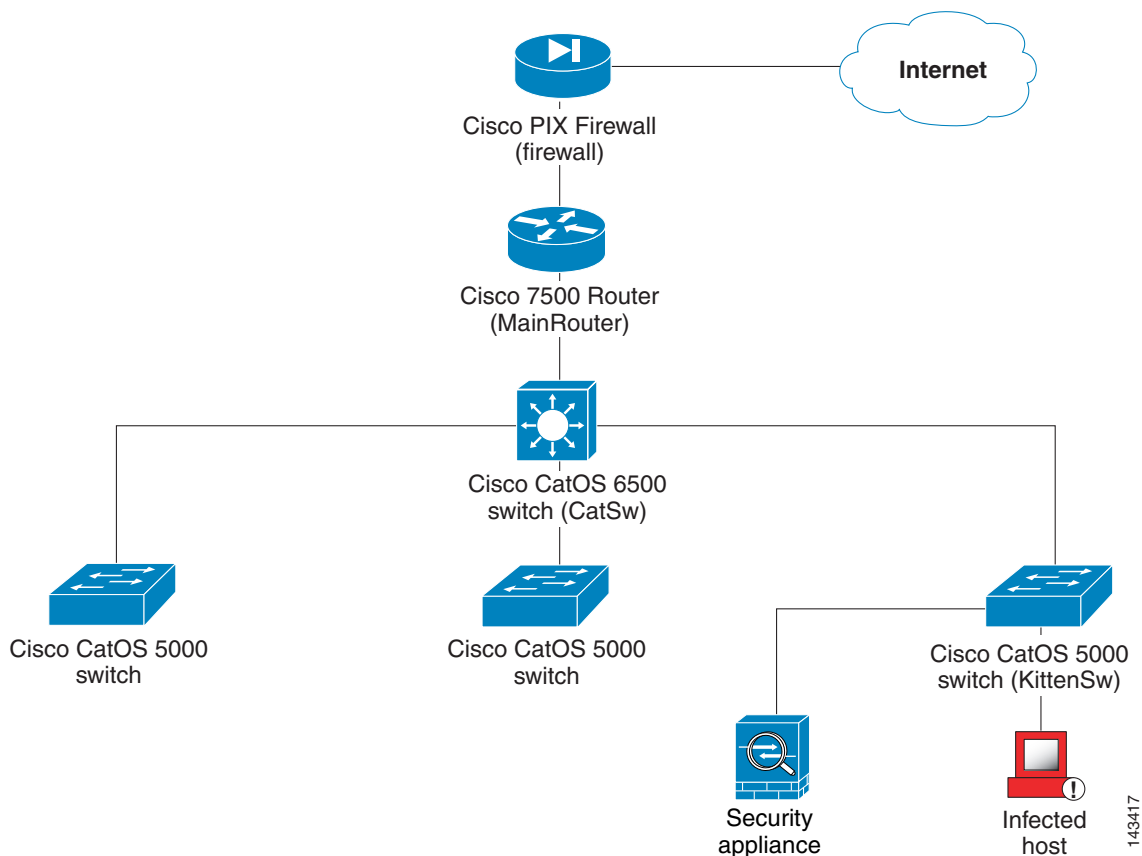 Internet
Cisco PIX Firewall
(firewall)
Cisco 7500 Router
(MainRouter)
Cisco CatOS 6500
switch (CatSw)
Cisco CatOS 5000
switch
Cisco CatOS 5000
switch
Cisco CatOS 5000
switch (KittenSw)
Security
appliance
!
Infected
host
143417